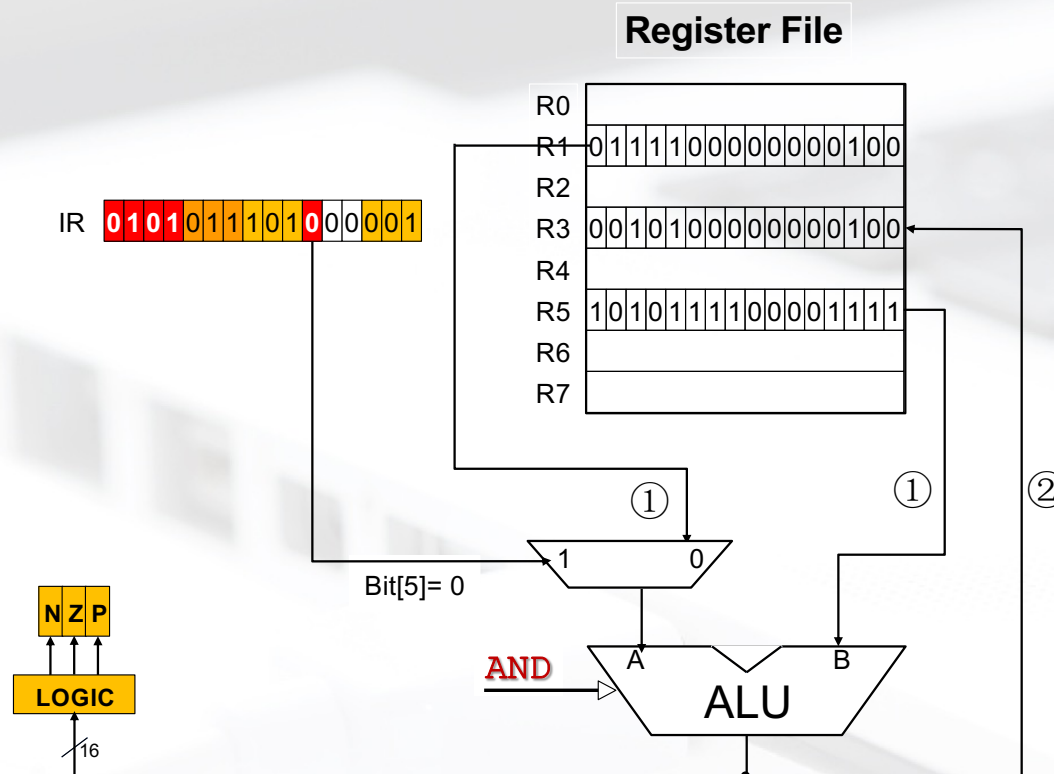 Register File
R0
R1 0111100000000100
R2
IR 0101011101000001
R3 0010100000000100
R4
R5 1010111100001111
R6
R7
① ① ②
1 0
Bit[5]= 0
N Z P
A B
AND
ALU
LOGIC
16